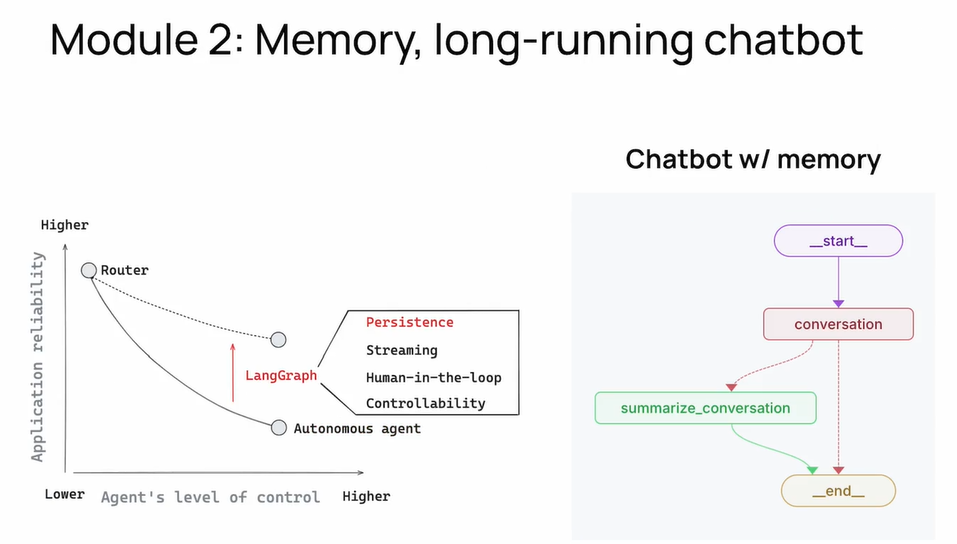 Module 2: Memory, long-running chatbot
Higher
Application reliability
Router
LangGraph
Persistence
Streaming
Human-in-the-loop
Controllability
Autonomous agent
Lower
Agent's level of control
Higher
Chatbot w/ memory
__start__
conversation
summarize_conversation
__end__